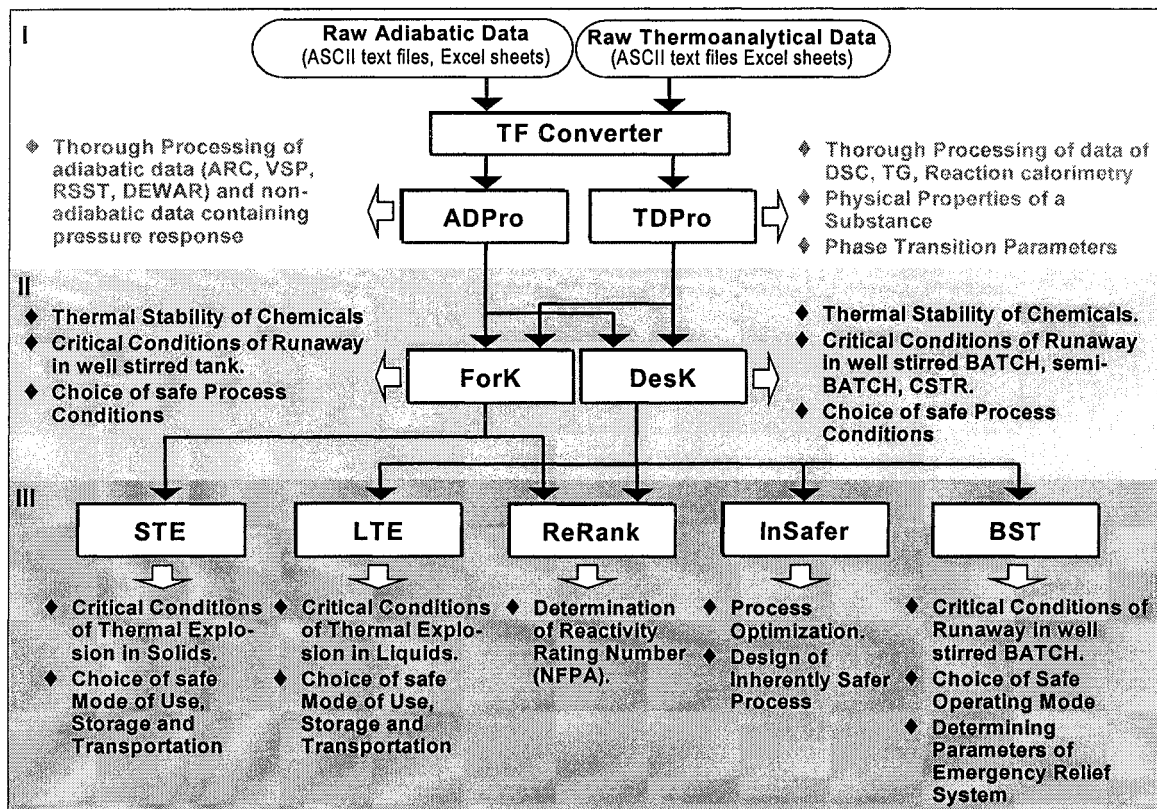 I
Raw Adiabatic Data
(ASCII text files, Excel sheets)
Raw Thermoanalytical Data
(ASCII text files Excel sheets)
TF Converter
♦ Thorough Processing of
adiabatic data (ARC, VSP,
RSST, DEWAR) and non-
adiabatic data containing
pressure response
ADPro
TDPro
♦ Thorough Processing of data of
DSC, TG, Reaction calorimetry
♦ Physical Properties of a
Substance
♦ Phase Transition Parameters
II
♦ Thermal Stability of Chemicals
♦ Critical Conditions of Runaway
in well stirred tank.
♦ Choice of safe Process
Conditions
ForK
DesK
♦ Thermal Stability of Chemicals.
♦ Critical Conditions of Runaway
in well stirred BATCH, semi-
BATCH, CSTR.
♦ Choice of safe Process
Conditions
III
STE
LTE
ReRank
InSafer
BST
♦ Critical Conditions
of Thermal Explo-
sion in Solids.
♦ Choice of safe
Mode of Use,
Storage and
Transportation
♦ Critical Conditions
of Thermal Explo-
sion in Liquids.
♦ Choice of safe
Mode of Use,
Storage and
Transportation
♦ Determination
of Reactivity
Rating Number
(NFPA).
♦ Process
Optimization.
♦ Design of
Inherently Safer
Process
♦ Critical Conditions of
Runaway in well
stirred BATCH.
♦ Choice of Safe
Operating Mode
♦ Determining
Parameters of
Emergency Relief
System